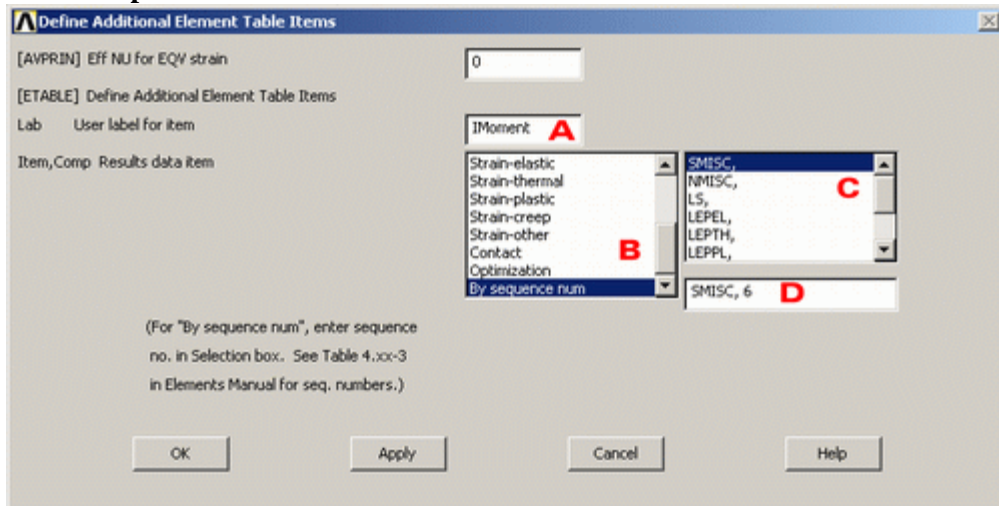 Define Additional Element Table Items
[AVPRIN] Eff NU for EQV strain 0
[ETABLE] Define Additional Element Table Items
Lab User label for item IMoment A
Item,Comp Results data item
Strain-elastic
Strain-thermal
Strain-plastic
Strain-creep
Strain-other
Contact
Optimization
By sequence num
B
SMISC,
NMISC,
LS,
LEPEL,
LEPTH,
LEPPL,
C
SMISC, 6 D
(For "By sequence num", enter sequence
no. in Selection box. See Table 4.xx-3
in Elements Manual for seq. numbers.)
OK Apply Cancel Help